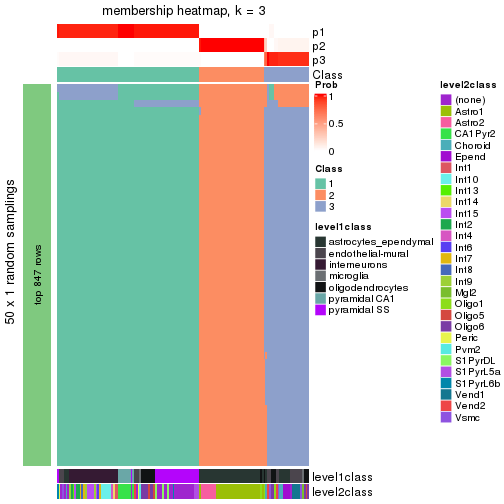 membership heatmap, k = 3
p1
p2
p3
Class
50 x 1 random samplings
top 847 rows
level1class
level2class
Prob
1
0.5
0
Class
1
2
3
level1class
astrocytes_ependymal
endothelial-mural
interneurons
microglia
oligodendrocytes
pyramidal CA1
pyramidal SS
level2class
(none)
Astro1
Astro2
CA1Pyr2
Choroid
Epend
Int1
Int10
Int13
Int14
Int15
Int2
Int4
Int6
Int7
Int8
Int9
Mgl2
Oligo1
Oligo5
Oligo6
Peric
Pvm2
S1PyrDL
S1PyrL5a
S1PyrL6b
Vend1
Vend2
Vsmc